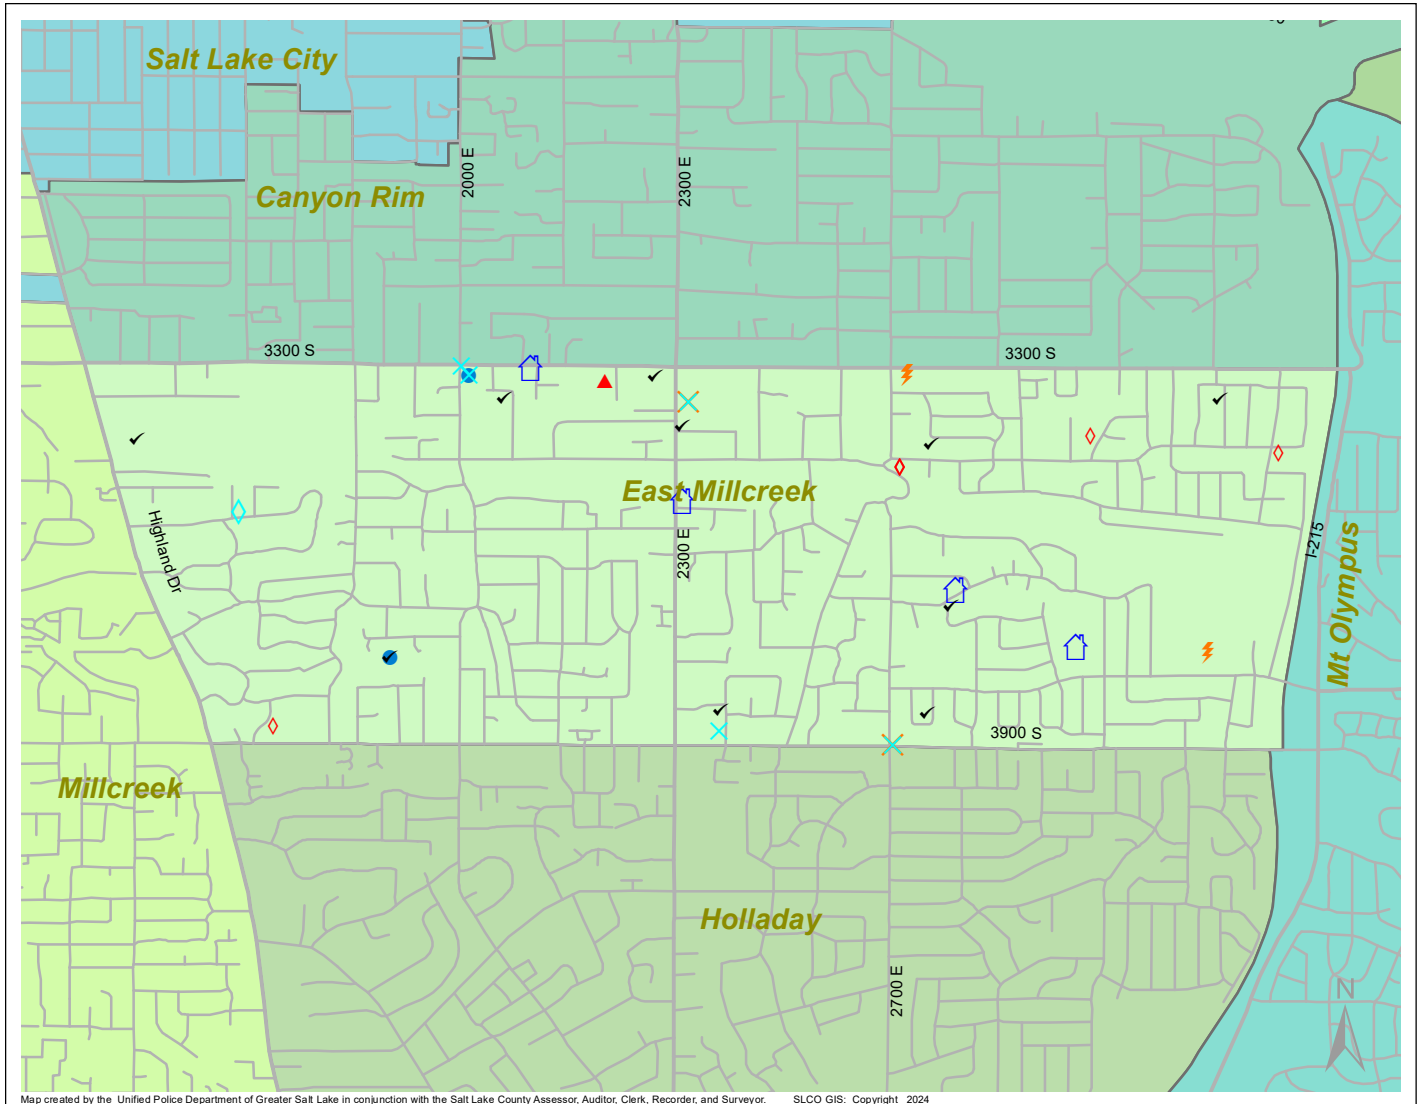 Salt Lake City
2000 E
2300 E
Canyon Rim
3300 S
3300 S
East Millcreek
Highland Dr
2300 E
I-215
Mt Olympus
3900 S
Millcreek
Holladay
2700 E
N
Map created by the Unified Police Department of Greater Salt Lake in conjunction with the Salt Lake County Assessor, Auditor, Clerk, Recorder, and Surveyor. SLCO GIS: Copyright 2024